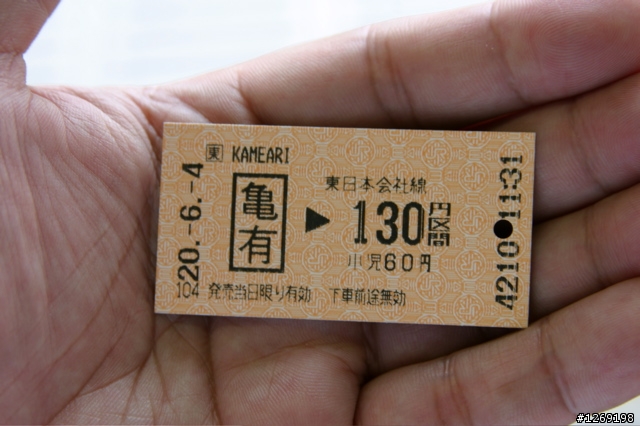 東 KAMEARI
20.-6.-4
亀有
▶
東日本会社線
130円区間
小児60円
104 発売当日限り有効 下車前途無効
4210 ● 11:31
#1269198